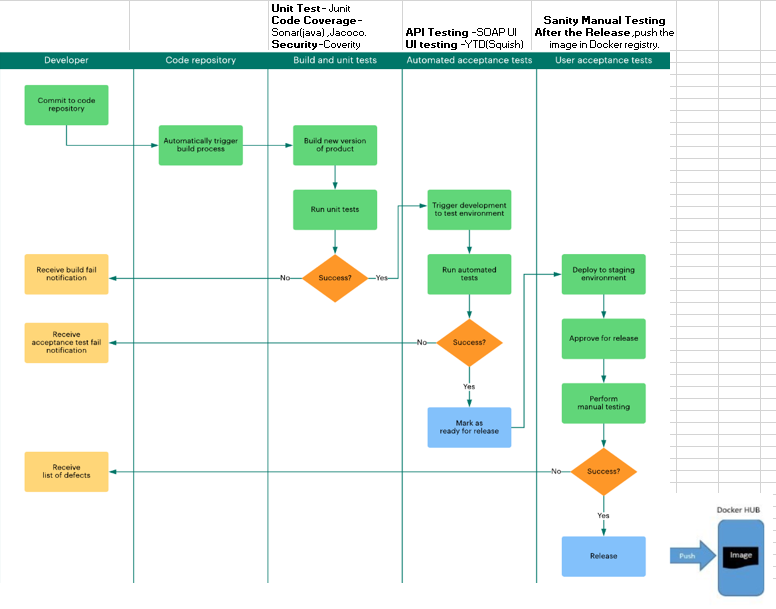 Unit Test- Junit
Code Coverage-
Sonar(java) ,Jacoco.
Security-Coverity
API Testing -SOAP UI
UI testing -YTD(Squish)
Sanity Manual Testing
After the Release ,push the
image in Docker registry.
Developer
Code repository
Build and unit tests
Automated acceptance tests
User acceptance tests
Commit to code
repository
Automatically trigger
build process
Build new version
of product
Run unit tests
Trigger development
to test environment
Receive build fail
notification
No
Success?
Yes
Run automated
tests
Deploy to staging
environment
Receive
acceptance test fail
notification
No
Success?
Approve for release
Yes
Perform
manual testing
Mark as
ready for release
Receive
list of defects
No
Success?
Yes
Docker HUB
Release
Push
Image